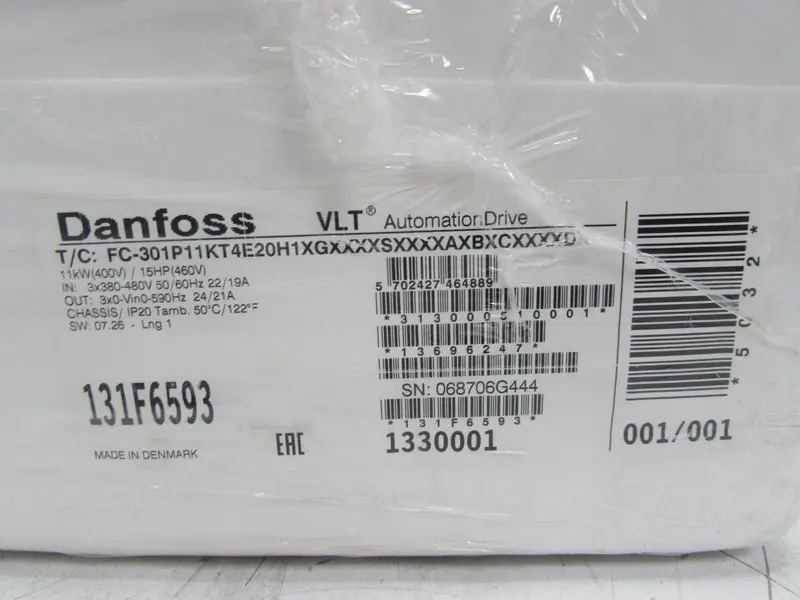 Danfoss VLT® Automation Drive
T/C: FC-301P11KT4E20H1XGXXXXSXXXXAXBXCXXXXD
11kW(400V) / 15HP(460V)
IN: 3x380-480V 50/60Hz 22/19A
OUT: 3x0-Vin0-590Hz 24/21A
CHASSIS/ IP20 Tamb. 50°C/122°F
SW: 07.26 - Lng 1
131F6593
MADE IN DENMARK
EAC
5 702427 464889
*3130000510001*
*13696247*
SN: 068706G444
*131F6593*
1330001
*5032*
001/001